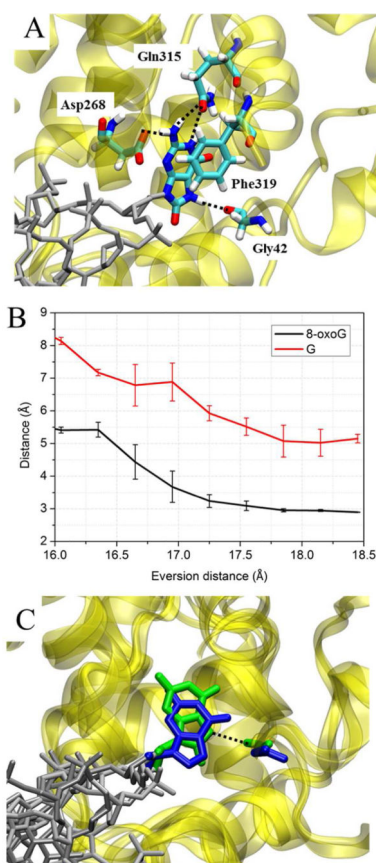 A
Gln315
Asp268
Phe319
Gly42
B
9
8
7
6
5
4
3
2
Distance (Å)
8-oxoG
G
16.0 16.5 17.0 17.5 18.0 18.5
Eversion distance (Å)
C